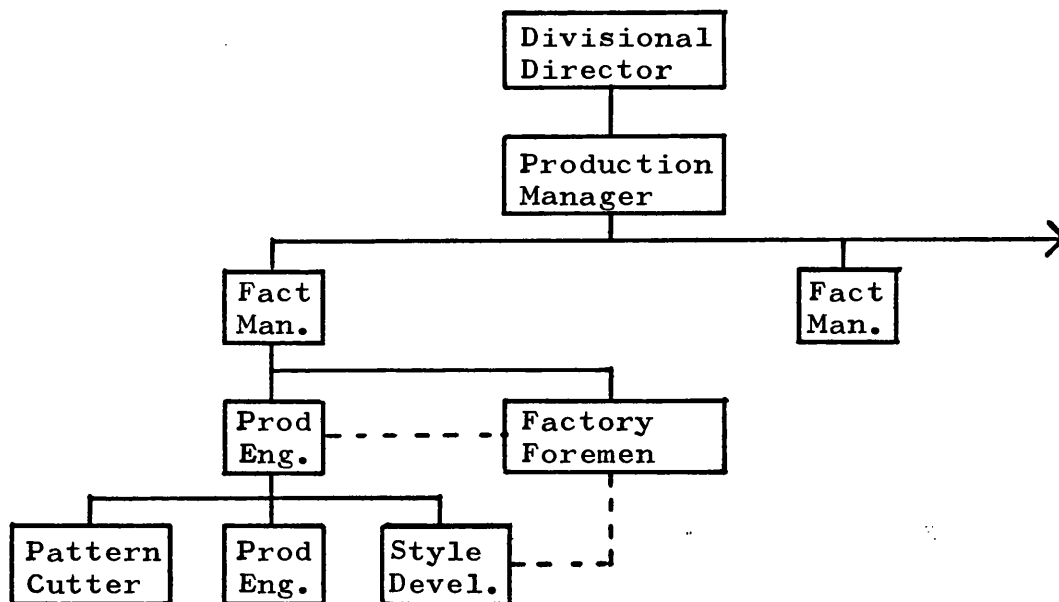 Divisional
Director
Production
Manager
Fact
Man.
Fact
Man.
Prod
Eng.
Factory
Foremen
Pattern
Cutter
Prod
Eng.
Style
Devel.